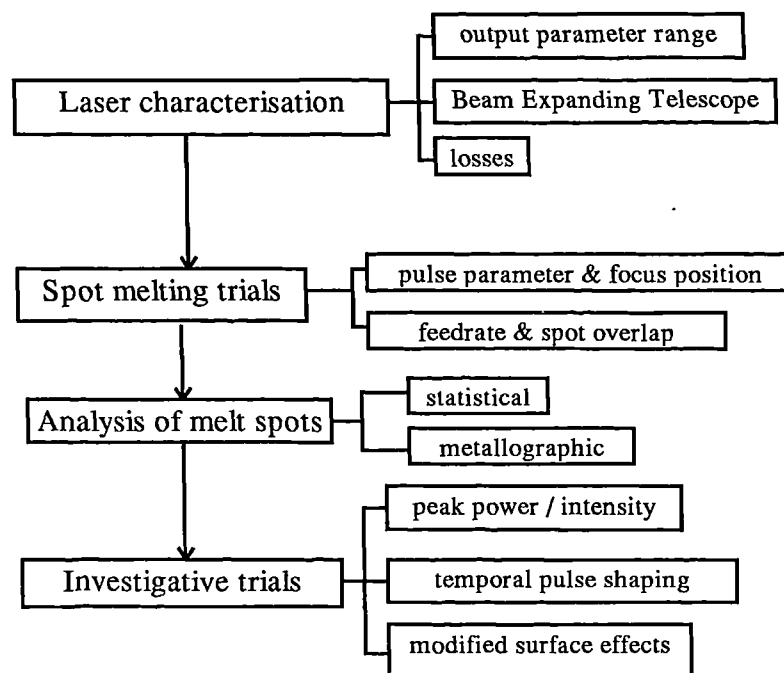 output parameter range
Laser characterisation
Beam Expanding Telescope
losses
Spot melting trials
pulse parameter & focus position
feedrate & spot overlap
Analysis of melt spots
statistical
metallographic
peak power / intensity
Investigative trials
temporal pulse shaping
modified surface effects